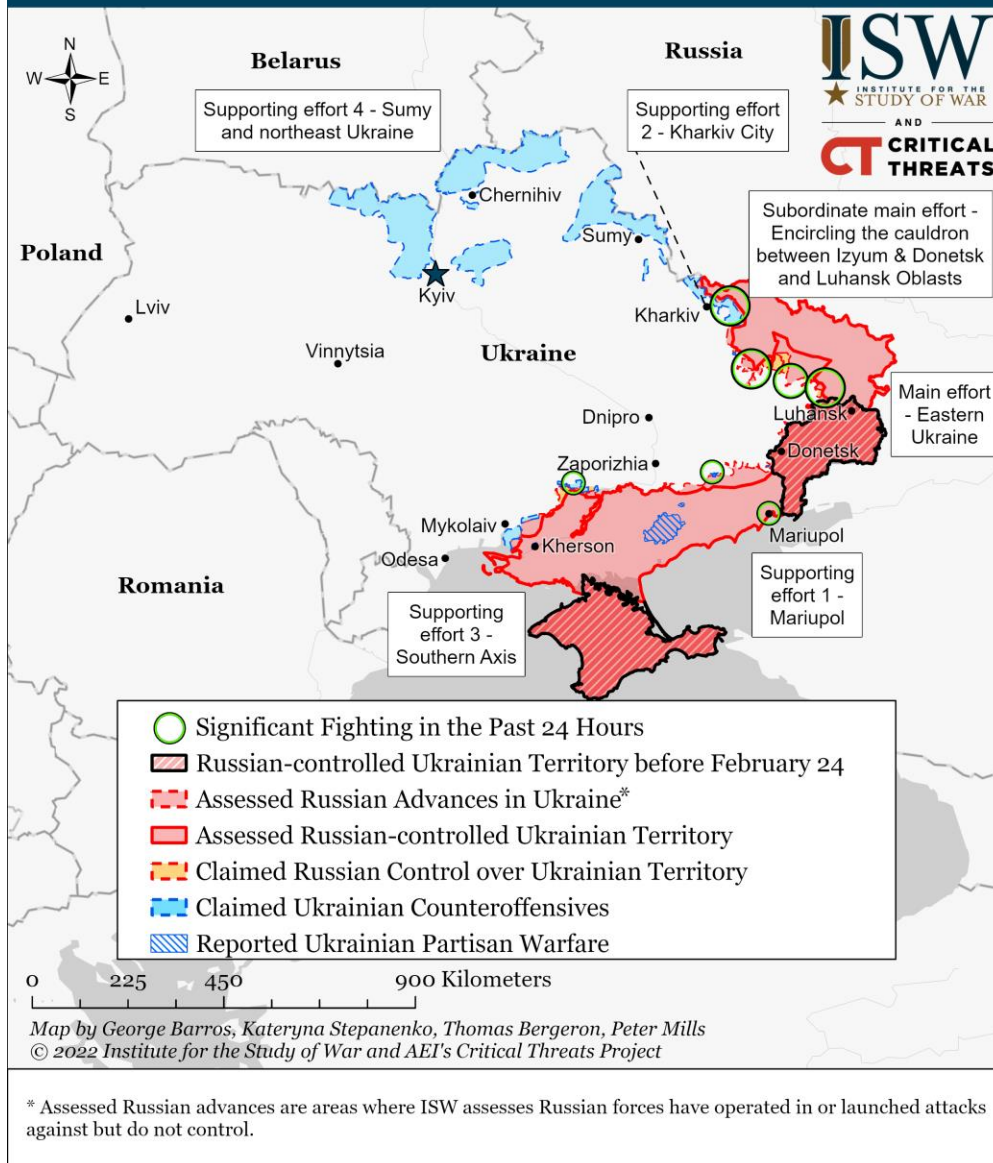 N
W E
S
Belarus
Russia
ISW
INSTITUTE FOR THE
STUDY OF WAR
AND
CT CRITICAL
THREATS
Supporting effort 4 - Sumy
and northeast Ukraine
Supporting effort
2 - Kharkiv City
Chernihiv
Subordinate main effort -
Encircling the cauldron
between Izyum & Donetsk
and Luhansk Oblasts
Sumy
Poland
Kyiv
Lviv
Kharkiv
Vinnytsia
Ukraine
Main effort
- Eastern
Ukraine
Dnipro
Luhansk
Donetsk
Zaporizhia
Mykolaiv
Mariupol
Kherson
Odesa
Romania
Supporting
effort 1 -
Mariupol
Supporting
effort 3 -
Southern Axis
Significant Fighting in the Past 24 Hours
Russian-controlled Ukrainian Territory before February 24
Assessed Russian Advances in Ukraine*
Assessed Russian-controlled Ukrainian Territory
Claimed Russian Control over Ukrainian Territory
Claimed Ukrainian Counteroffensives
Reported Ukrainian Partisan Warfare
0 225 450 900 Kilometers
Map by George Barros, Kateryna Stepanenko, Thomas Bergeron, Peter Mills
© 2022 Institute for the Study of War and AEI's Critical Threats Project
* Assessed Russian advances are areas where ISW assesses Russian forces have operated in or launched attacks
against but do not control.